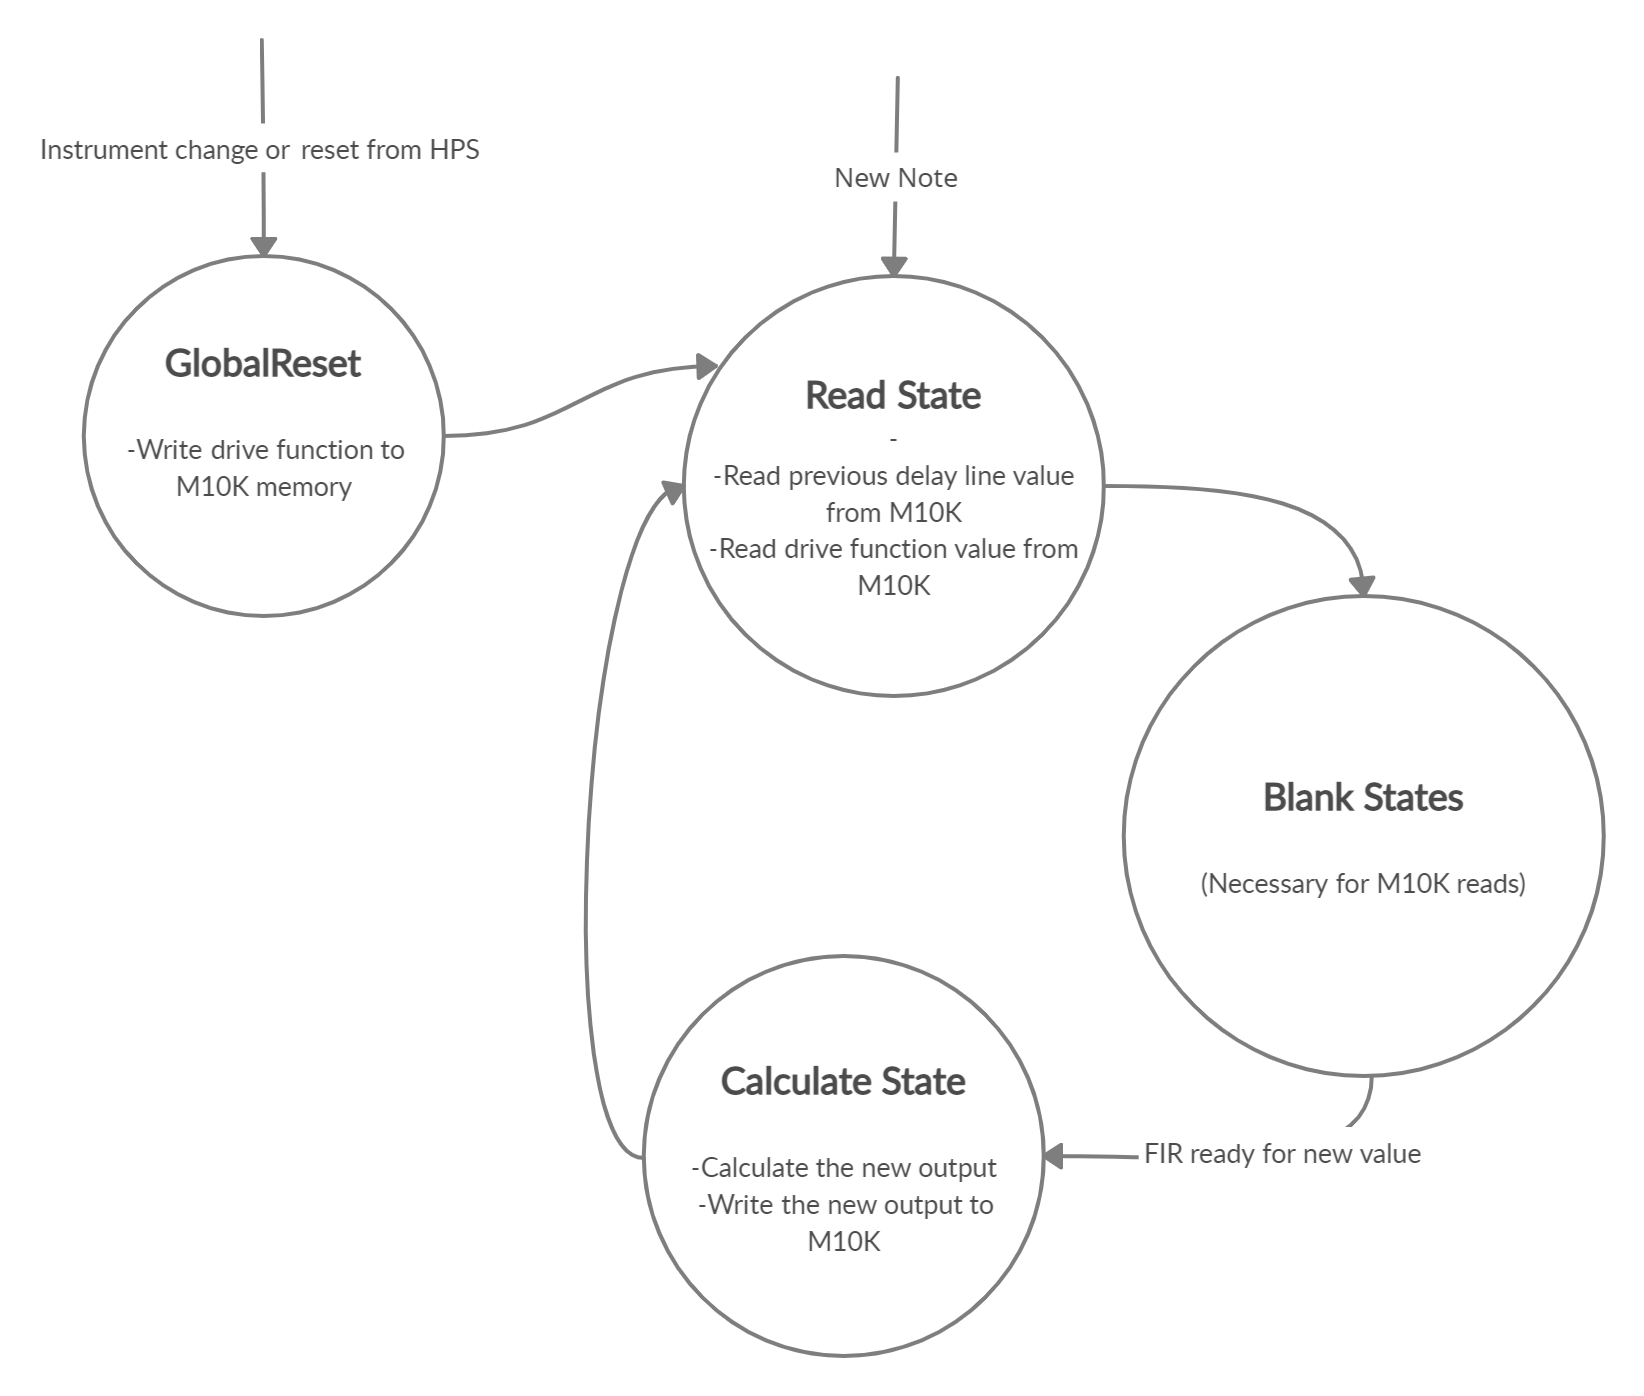 Instrument change or reset from HPS
New Note
GlobalReset
-Write drive function to
M10K memory
Read State
-
-Read previous delay line value
from M10K
-Read drive function value from
M10K
Blank States
(Necessary for M10K reads)
FIR ready for new value
Calculate State
-Calculate the new output
-Write the new output to
M10K